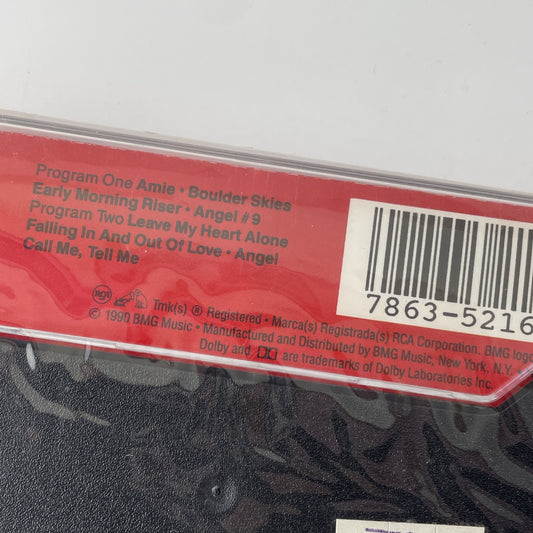 Program One Amie • Boulder Skies
Early Morning Riser • Angel #9
Program Two Leave My Heart Alone
Falling In And Out Of Love • Angel
Call Me, Tell Me
7863-5216
RCA Tmk(s) ® Registered • Marca(s) Registrada(s) RCA Corporation. BMG logo
© 1990 BMG Music • Manufactured and Distributed by BMG Music, New York, N.Y.
Dolby and are trademarks of Dolby Laboratories Inc.